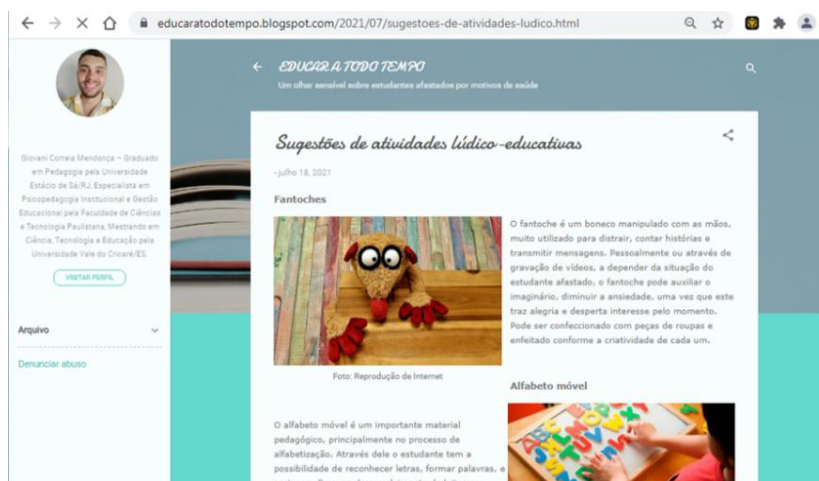 educaratodotempo.blogspot.com/2021/07/sugestoes-de-atividades-ludico.html
EDUCAR A TODO TEMPO
Um olhar sensível sobre estudantes afastados por motivos de saúde
Giovani Correia Mendonça – Graduado
em Pedagogia pela Universidade
Estácio de Sá/RJ, Especialista em
Psicopedagogia Institucional e Gestão
Educacional pela Faculdade de Ciências
e Tecnologia Paulistana, Mestrando em
Ciência, Tecnologia e Educação pela
Universidade Vale do Cricaré/ES.
VISITAR PERFIL
Arquivo
Denunciar abuso
Sugestões de atividades lúdico-educativas
- julho 18, 2021
Fantoches
O fantoche é um boneco manipulado com as mãos,
muito utilizado para distrair, contar histórias e
transmitir mensagens. Pessoalmente ou através de
gravação de vídeos, a depender da situação do
estudante afastado, o fantoche pode auxiliar o
imaginário, diminuir a ansiedade, uma vez que este
traz alegria e desperta interesse pelo momento.
Pode ser confeccionado com peças de roupas e
enfeitado conforme a criatividade de cada um.
Foto: Reprodução de Internet
Alfabeto móvel
O alfabeto móvel é um importante material
pedagógico, principalmente no processo de
alfabetização. Através dele o estudante tem a
possibilidade de reconhecer letras, formar palavras, e